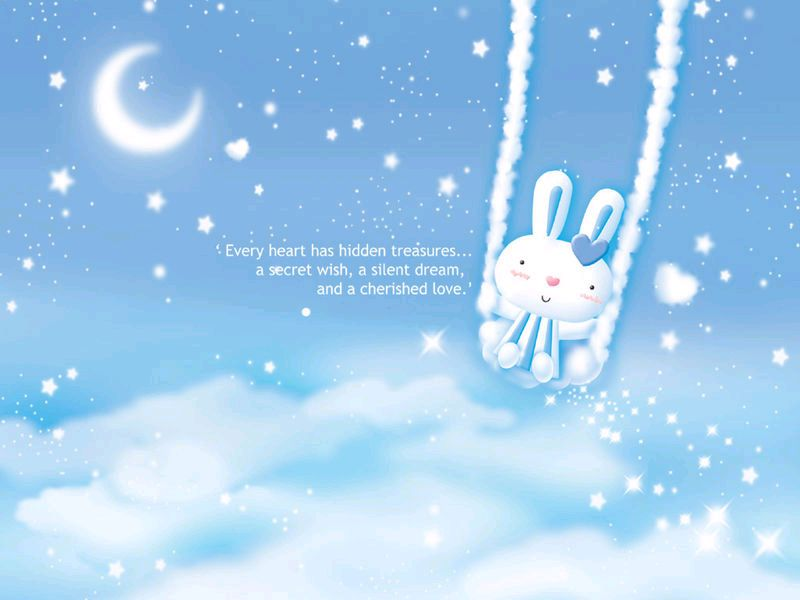 ‘ Every heart has hidden treasures...
a secret wish, a silent dream,
and a cherished love.’